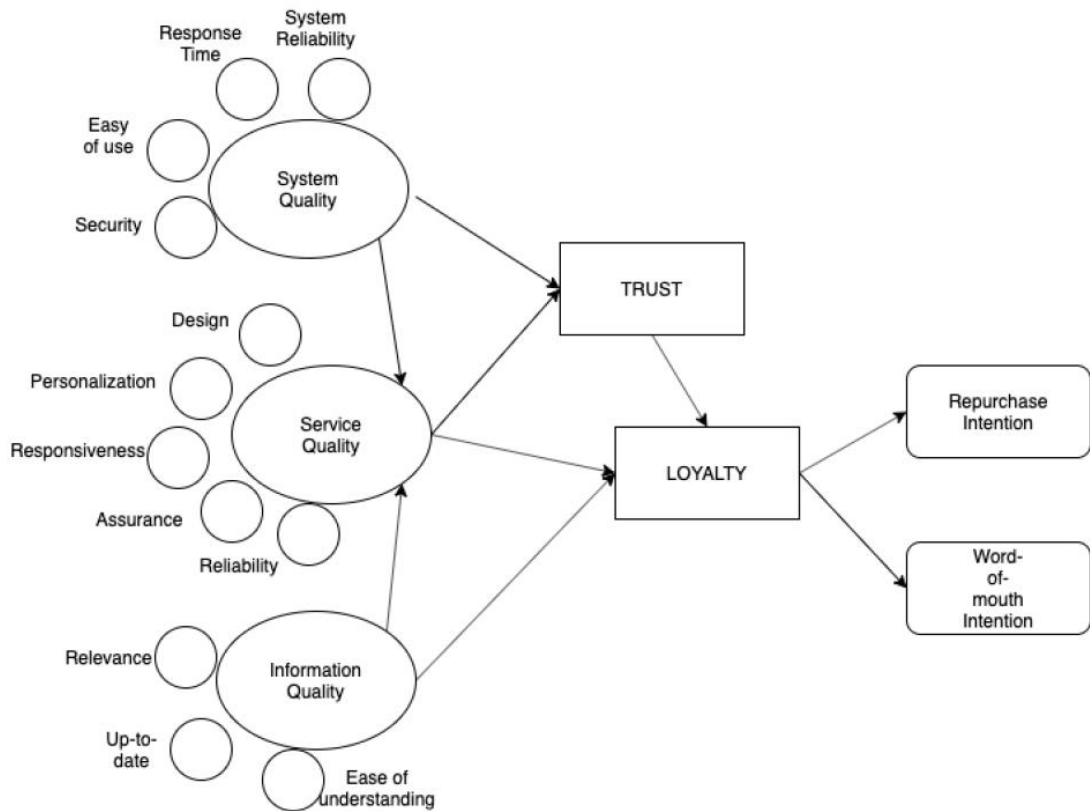 System
Reliability
Response
Time
Easy
of use
System
Quality
Security
Design
Personalization
Responsiveness
Service
Quality
Assurance
Reliability
Relevance
Information
Quality
Up-to-
date
Ease of
understanding
TRUST
LOYALTY
Repurchase
Intention
Word-
of-
mouth
Intention